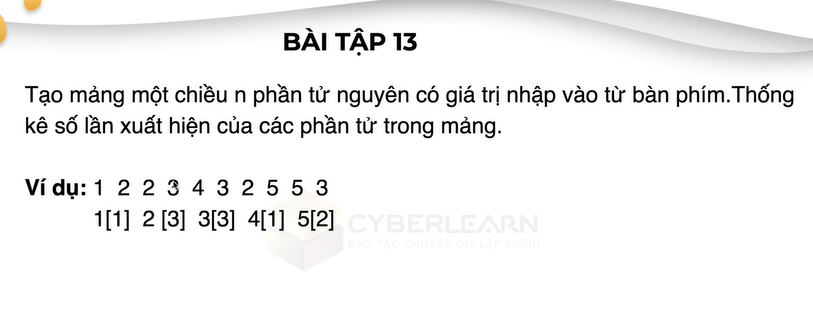 BÀI TẬP 13
Tạo mảng một chiều n phần tử nguyên có giá trị nhập vào từ bàn phím.Thống
kê số lần xuất hiện của các phần tử trong mảng.
Ví dụ: 1 2 2 3 4 3 2 5 5 3
1[1] 2 [3] 3[3] 4[1] 5[2]
CYBERLEARN
ĐÀO TẠO CHUYÊN GIA LẬP TRÌNH